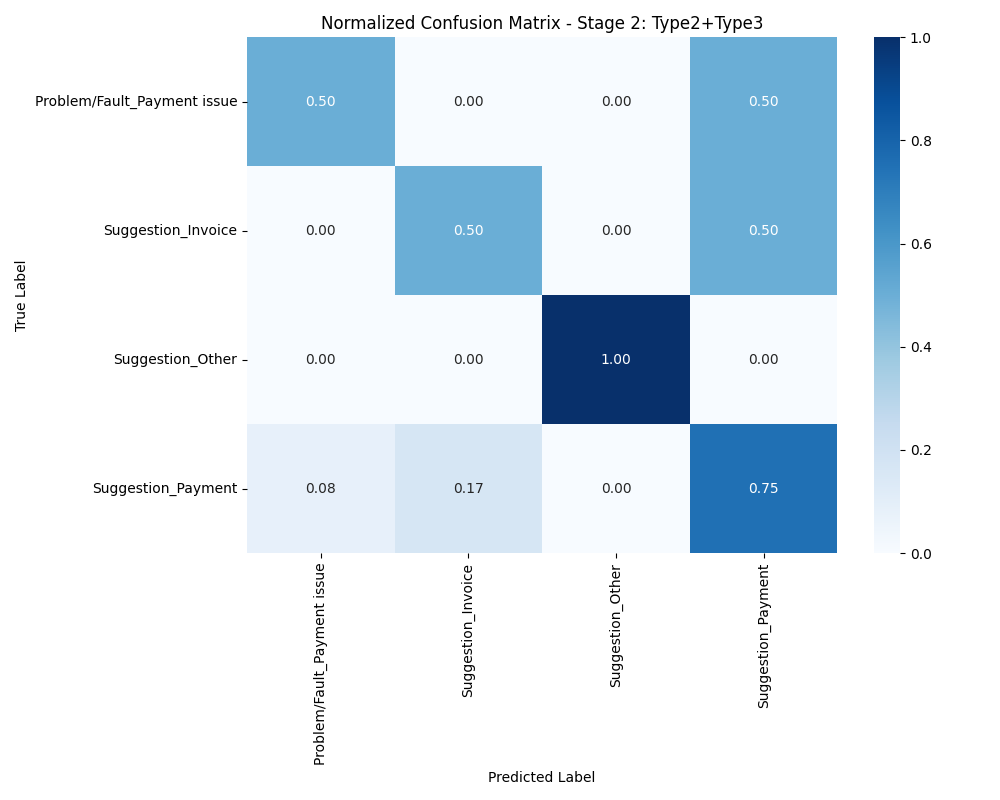 Normalized Confusion Matrix - Stage 2: Type2+Type3
Problem/Fault_Payment issue
0.50 0.00 0.00 0.50
Suggestion_Invoice
0.00 0.50 0.00 0.50
Suggestion_Other
0.00 0.00 1.00 0.00
Suggestion_Payment
0.08 0.17 0.00 0.75
True Label
Problem/Fault_Payment issue
Suggestion_Invoice
Suggestion_Other
Suggestion_Payment
Predicted Label
1.0
0.8
0.6
0.4
0.2
0.0